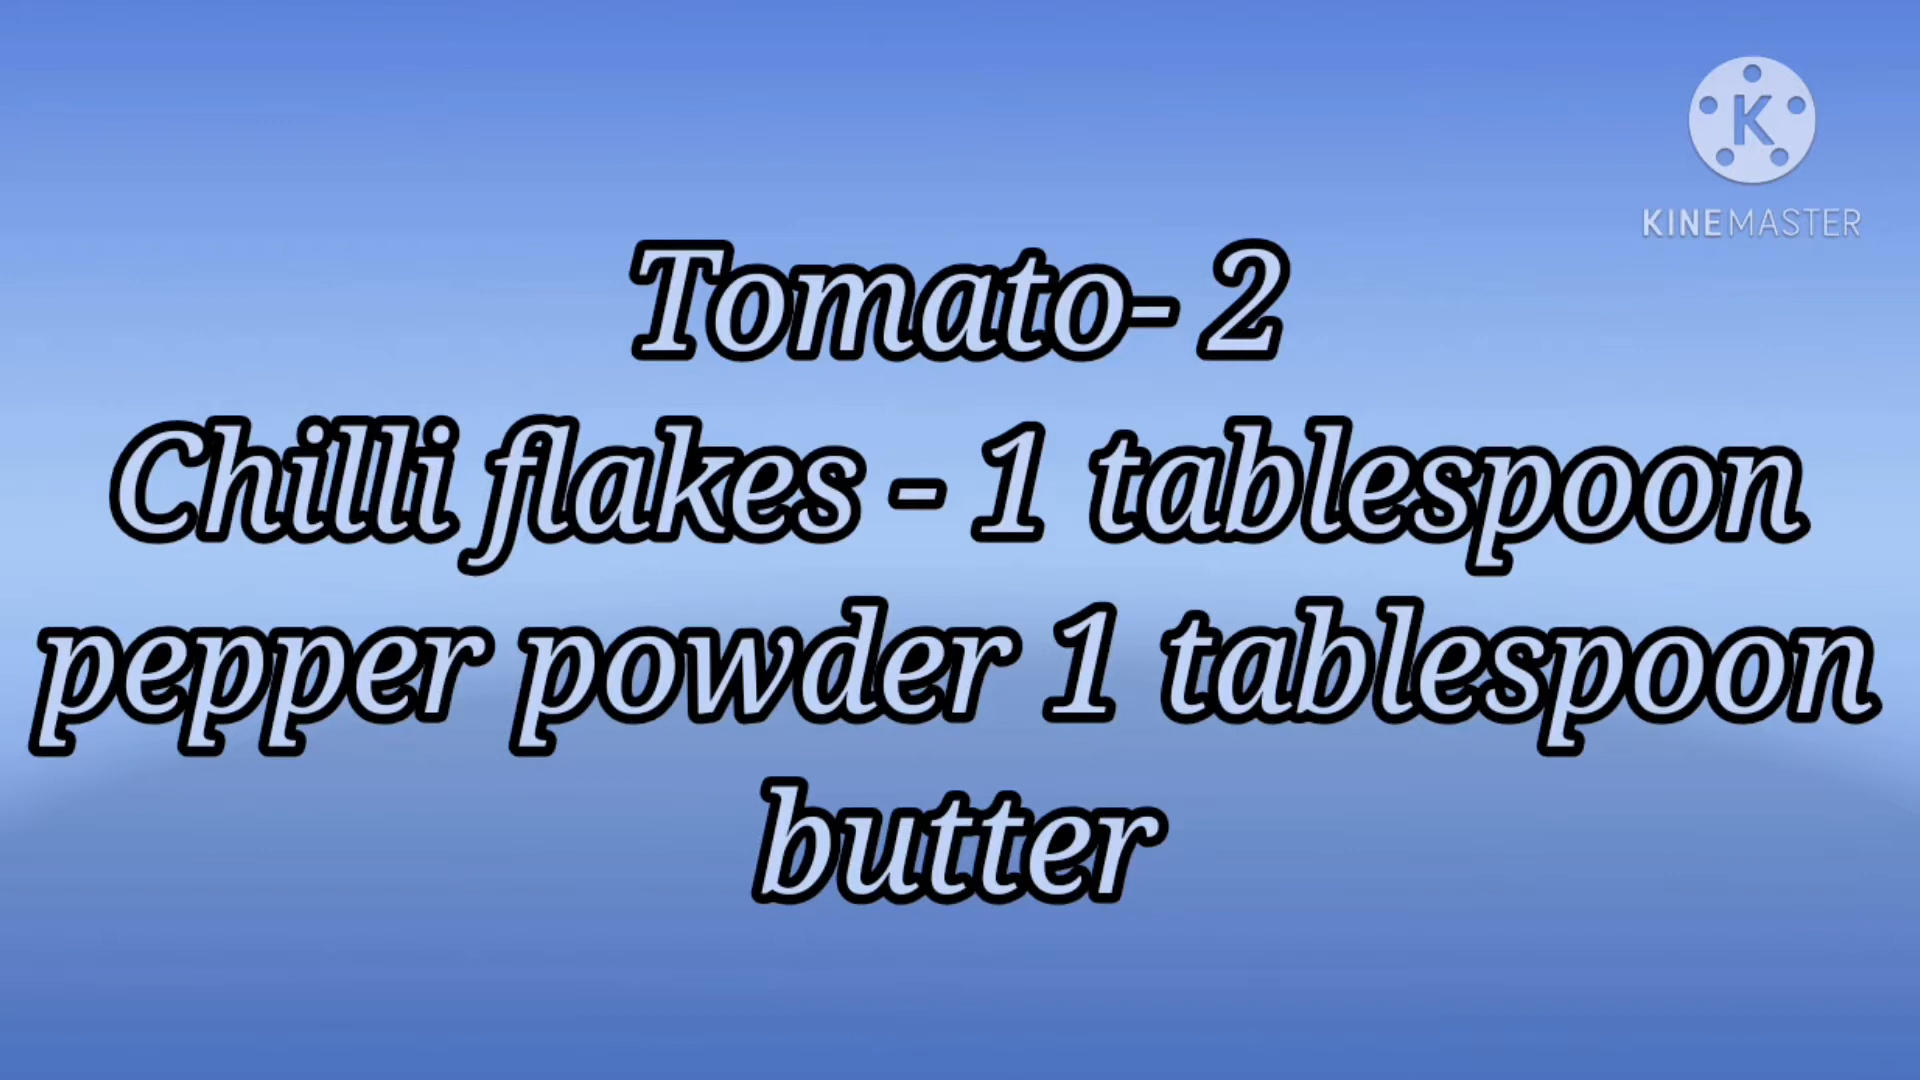 K
KINEMASTER
Tomato- 2
Chilli flakes - 1 tablespoon
pepper powder 1 tablespoon
butter